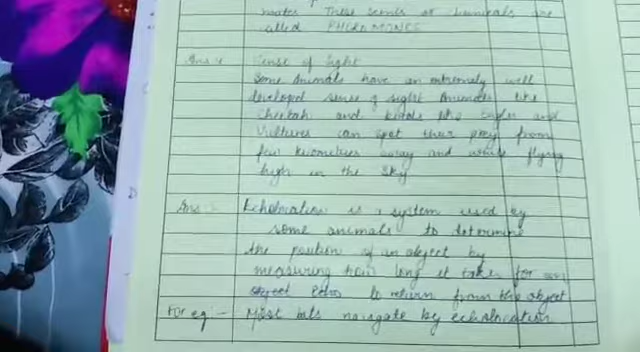 mates These scents or chemicals are
called PHEROMONES
Ans 4 Sense of Sight
Some Animals have an extremely well
developed sense of sight Animals like
Cheetah and birds like Eagles and
Vultures can spot their prey from
few kilometres away and while flying
high in the sky
Ans Echolocation is a system used by
some animals to determine
the position of an object by
measuring how long it takes for an
object echo to return from the object
For eg :- Most bats navigate by echolocation